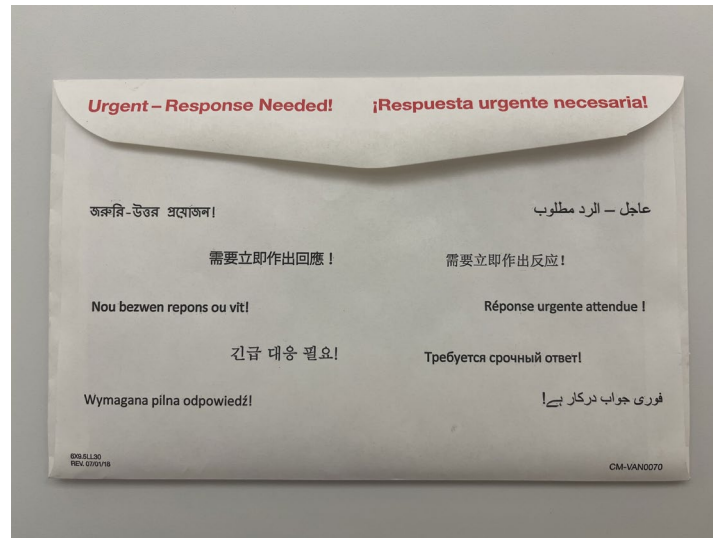 Urgent – Response Needed! ¡Respuesta urgente necesaria!
জরুরি-উত্তর প্রয়োজন!
عاجل – الرد مطلوب
需要立即作出回應！
需要立即作出反应！
Nou bezwen repons ou vit!
Réponse urgente attendue !
긴급 대응 필요!
Требуется срочный ответ!
Wymagana pilna odpowiedź!
فوری جواب درکار ہے!
6X9.5LL30
REV. 07/01/18
CM-VAN0070